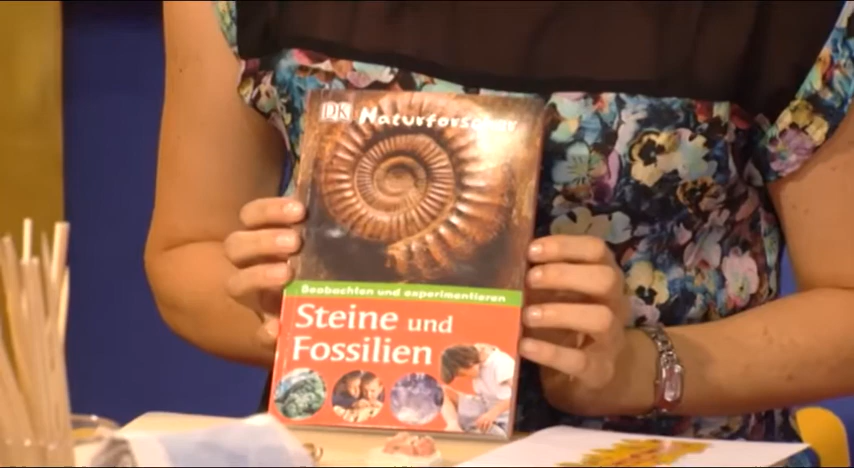 DK Naturforscher
Beobachten und experimentieren
Steine und
Fossilien